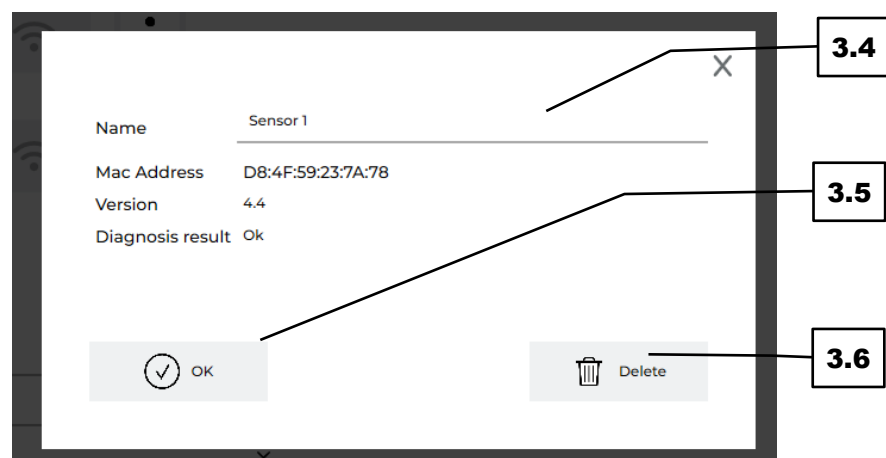 3.4
X
Name Sensor 1
Mac Address D8:4F:59:23:7A:78
3.5
Version 4.4
Diagnosis result Ok
OK
Delete
3.6